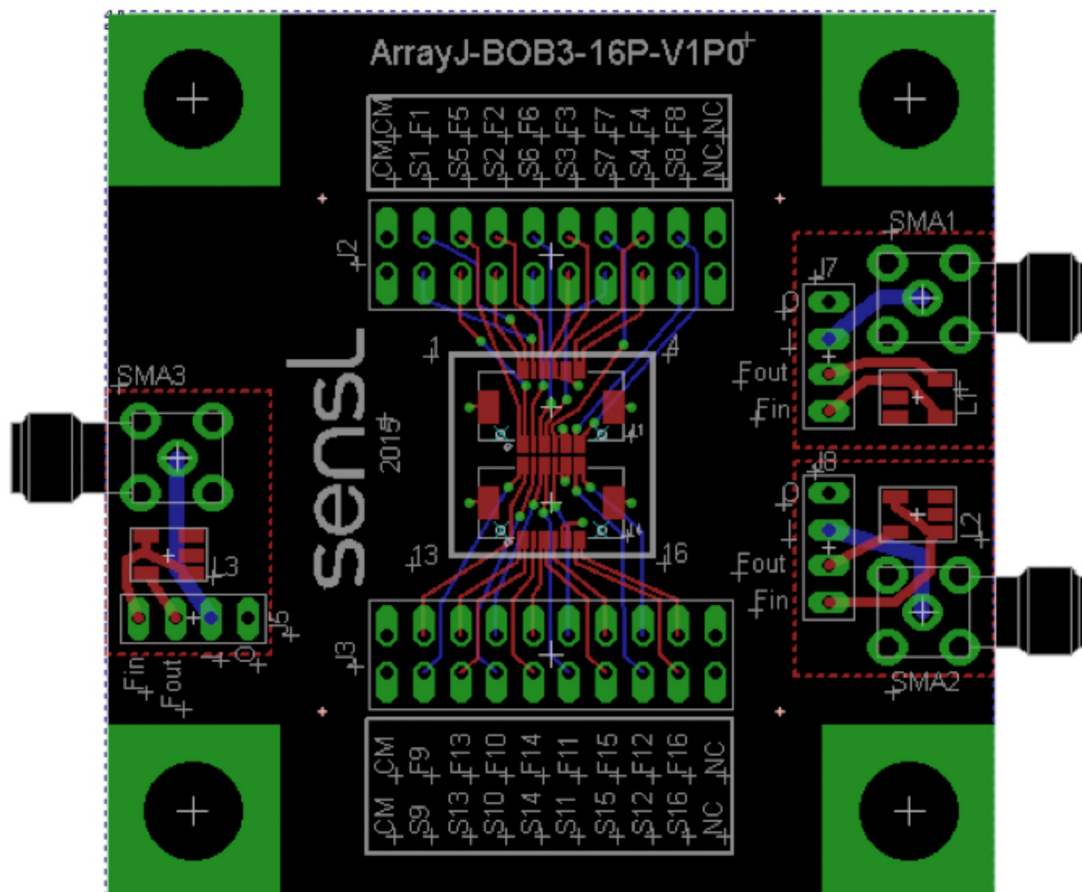 ArrayJ-BOB3-16P-V1P0
CM F1 F5 F2 F6 F3 F7 F4 F8 NC
CM S1 S5 S2 S6 S3 S7 S4 S8 NC
J2
SMA1
J7
O
I
Fout
Fin
L1
sensL
2015
1
4
J1
SMA3
L3
J5
Fin
Fout
I
O
J8
O
I
Fout
Fin
L2
SMA2
13
16
J4
J3
CM F9 F13 F10 F14 F11 F15 F12 F16 NC
CM S9 S13 S10 S14 S11 S15 S12 S16 NC